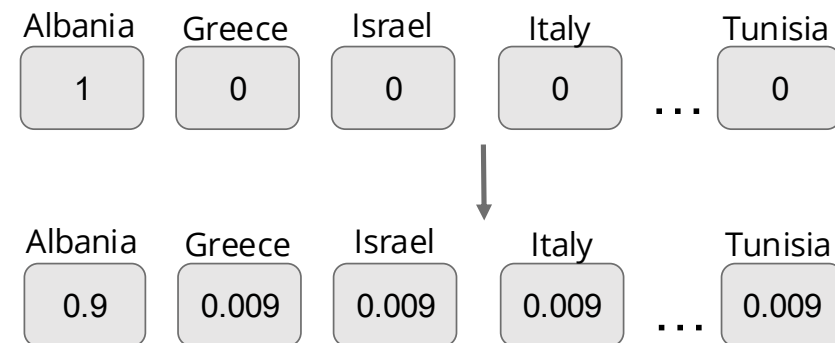 Albania Greece Israel Italy Tunisia
1 0 0 0 ... 0
Albania Greece Israel Italy Tunisia
0.9 0.009 0.009 0.009 ... 0.009